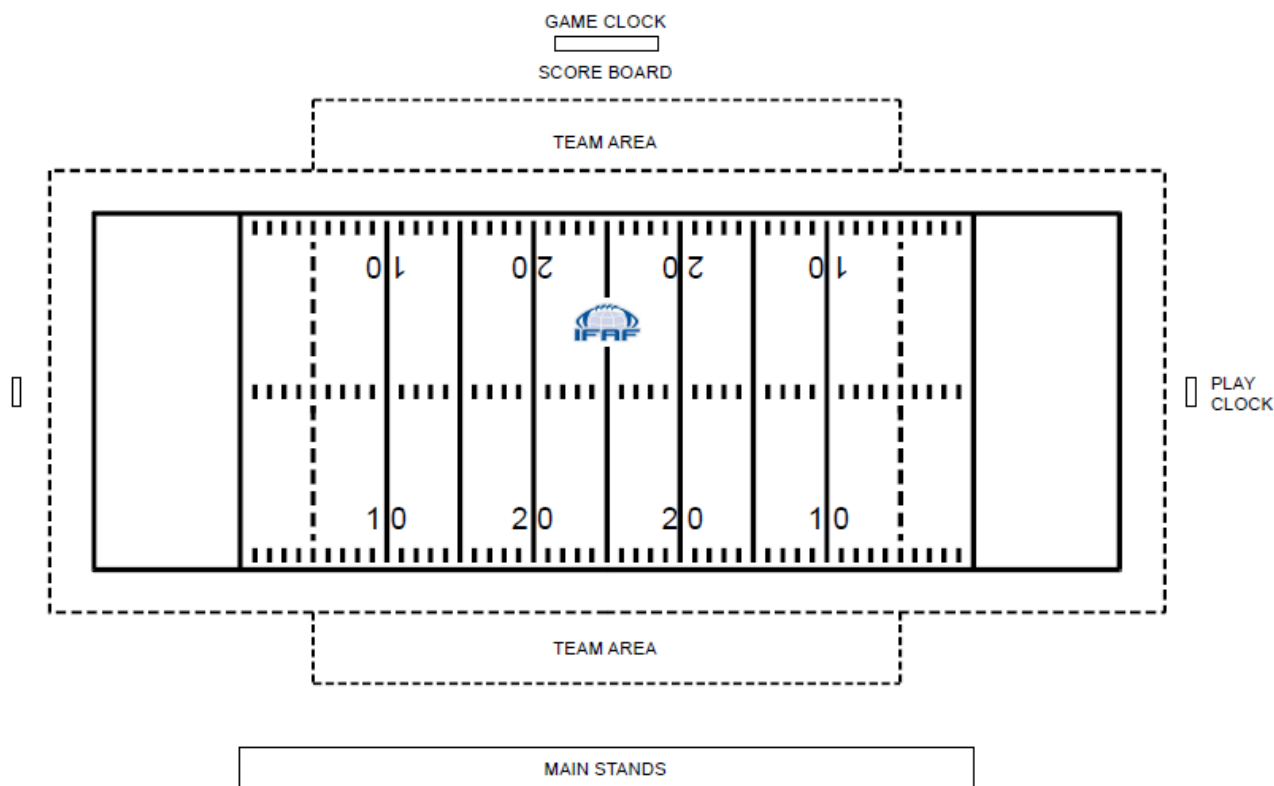 GAME CLOCK
SCORE BOARD
TEAM AREA
10 20 20 10
IFAF
PLAY
CLOCK
10 20 20 10
TEAM AREA
MAIN STANDS